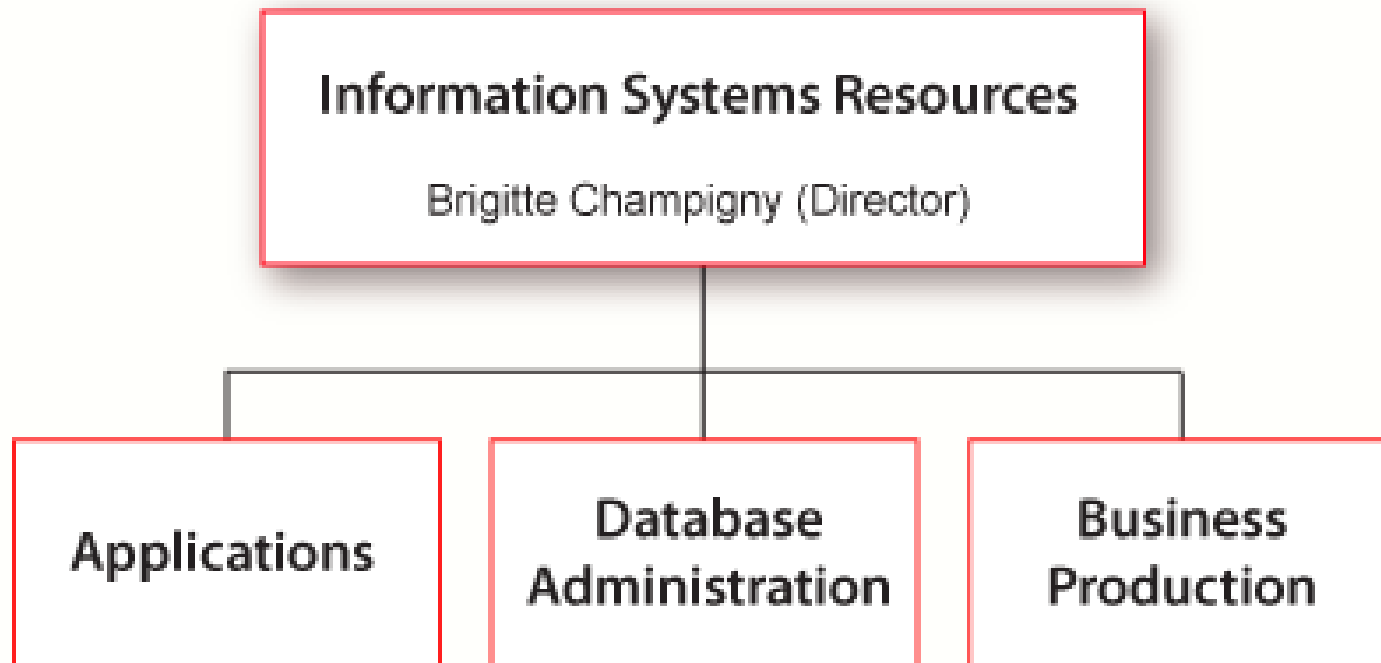 Information Systems Resources
Brigitte Champigny (Director)
Applications
Database
Administration
Business
Production